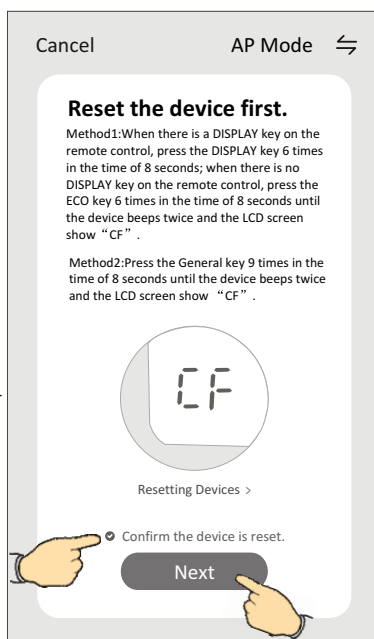 Cancel AP Mode
Reset the device first.
Method1:When there is a DISPLAY key on the
remote control, press the DISPLAY key 6 times
in the time of 8 seconds; when there is no
DISPLAY key on the remote control, press the
ECO key 6 times in the time of 8 seconds until
the device beeps twice and the LCD screen
show “CF”.
Method2:Press the General key 9 times in the
time of 8 seconds until the device beeps twice
and the LCD screen show “CF”.
CF
Resetting Devices >
Confirm the device is reset.
Next